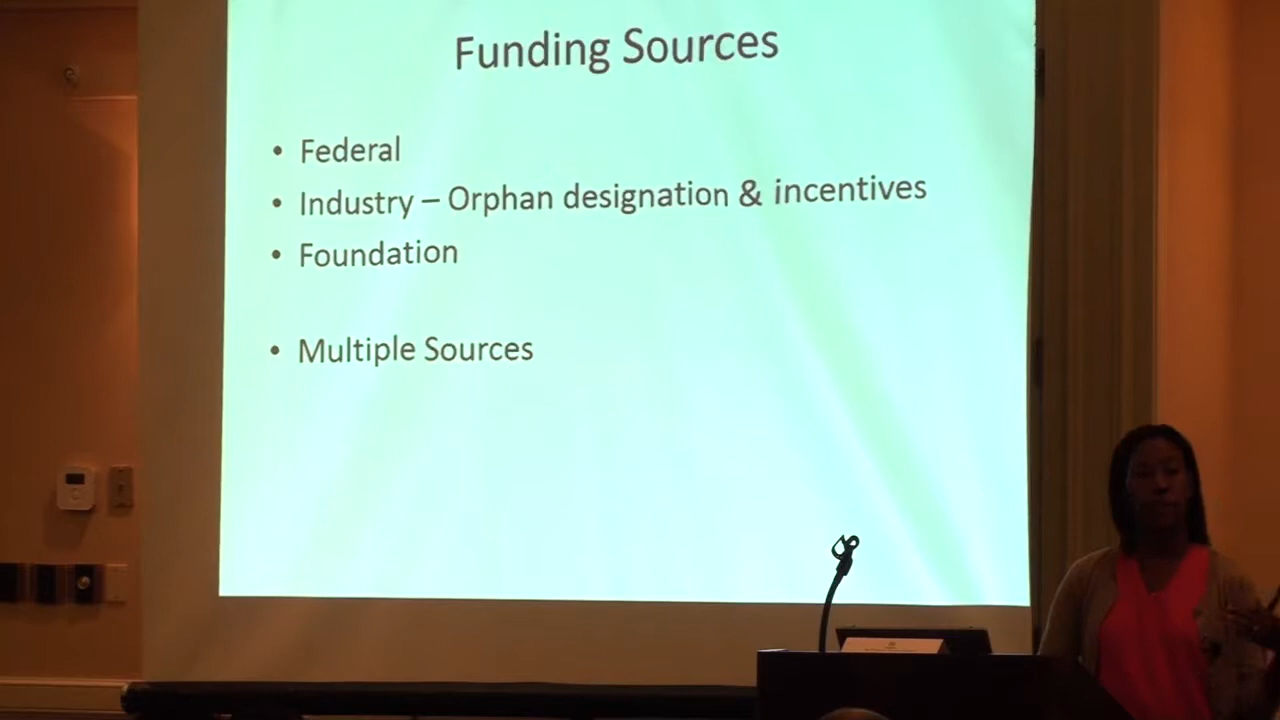 Funding Sources
• Federal
• Industry – Orphan designation & incentives
• Foundation
• Multiple Sources